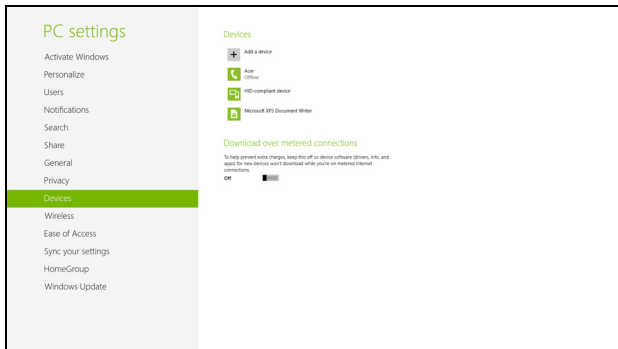 PC settings
Activate Windows
Personalize
Users
Notifications
Search
Share
General
Privacy
Devices
Wireless
Ease of Access
Sync your settings
HomeGroup
Windows Update
Devices
Add a device
Acer
Offline
HID-compliant device
Microsoft XPS Document Writer
Download over metered connections
To help prevent extra charges, keep this off so device software (drivers, info, and
apps) for new devices won't download while you're on metered Internet
connections.
Off